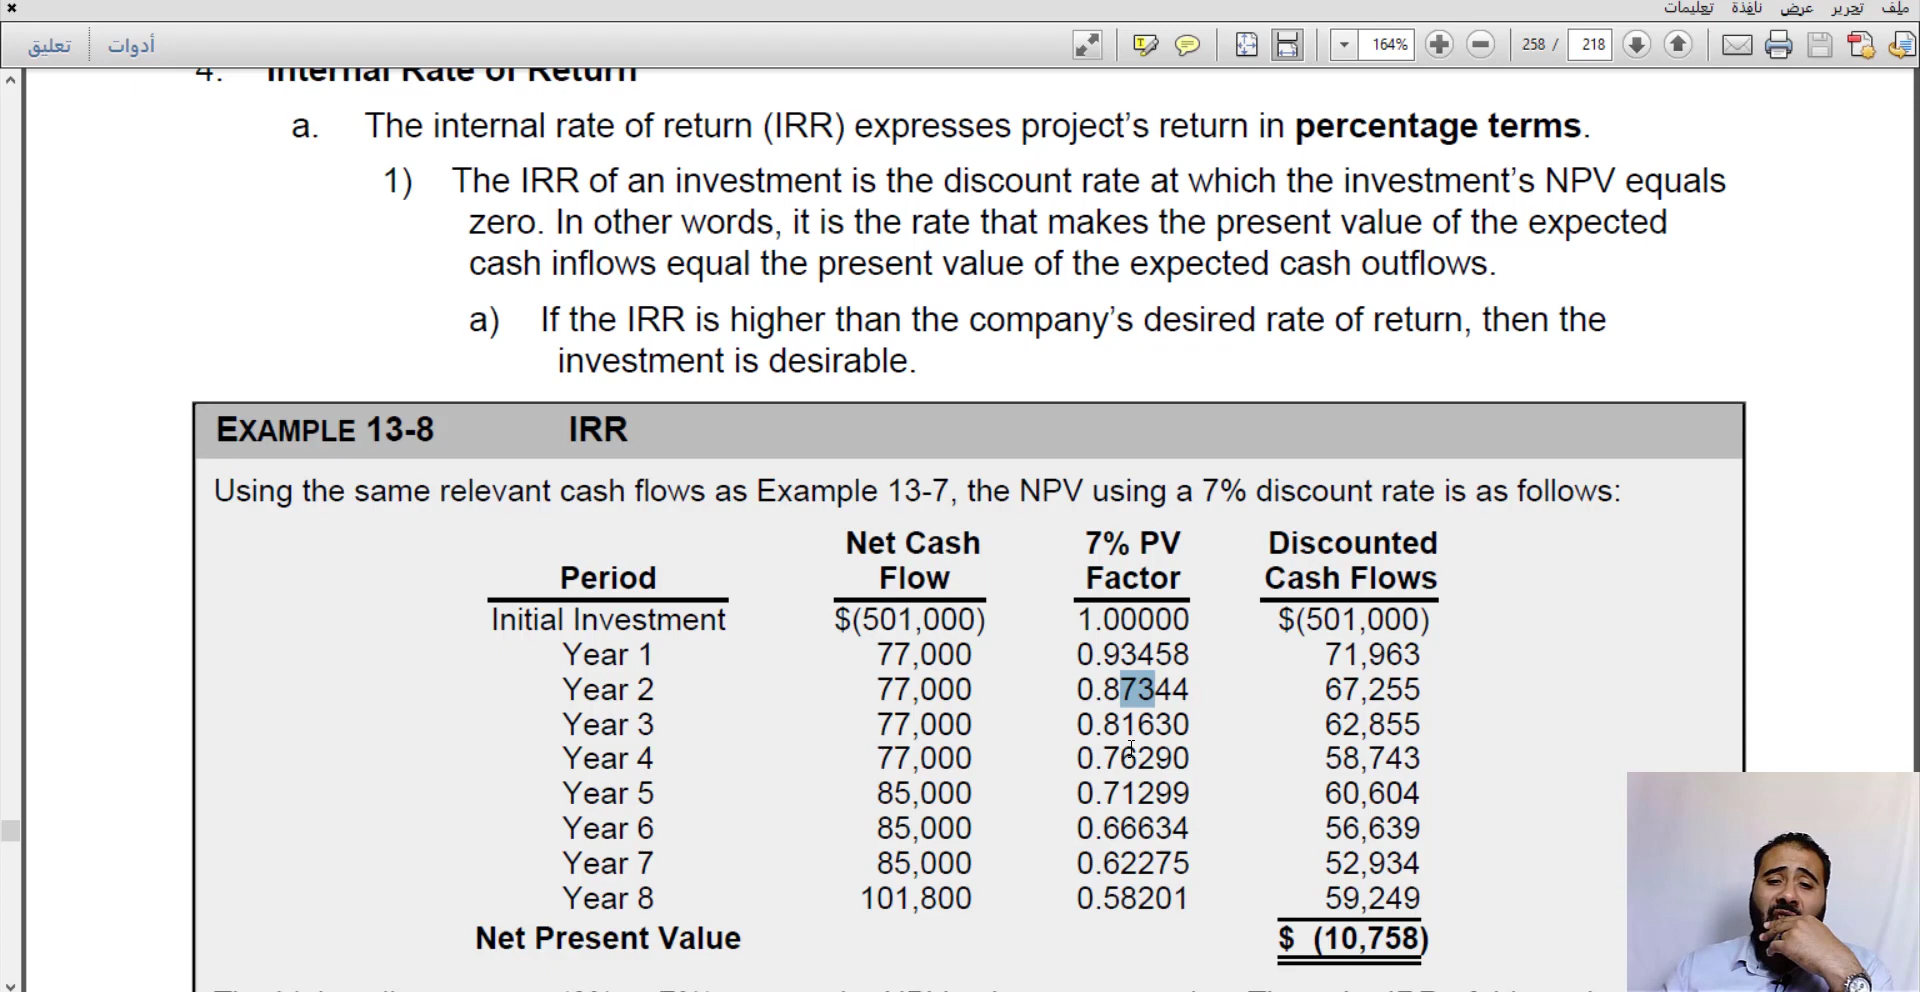 ملف تحرير عرض نافذة تعليمات
258 / 218 164% أدوات تعليق
4. Internal Rate of Return
a. The internal rate of return (IRR) expresses project's return in percentage terms.
1) The IRR of an investment is the discount rate at which the investment's NPV equals
zero. In other words, it is the rate that makes the present value of the expected
cash inflows equal the present value of the expected cash outflows.
a) If the IRR is higher than the company's desired rate of return, then the
investment is desirable.
EXAMPLE 13-8 IRR
Using the same relevant cash flows as Example 13-7, the NPV using a 7% discount rate is as follows:
Net Cash 7% PV Discounted
Period Flow Factor Cash Flows
Initial Investment $(501,000) 1.00000 $(501,000)
Year 1 77,000 0.93458 71,963
Year 2 77,000 0.87344 67,255
Year 3 77,000 0.81630 62,855
Year 4 77,000 0.76290 58,743
Year 5 85,000 0.71299 60,604
Year 6 85,000 0.66634 56,639
Year 7 85,000 0.62275 52,934
Year 8 101,800 0.58201 59,249
Net Present Value $ (10,758)